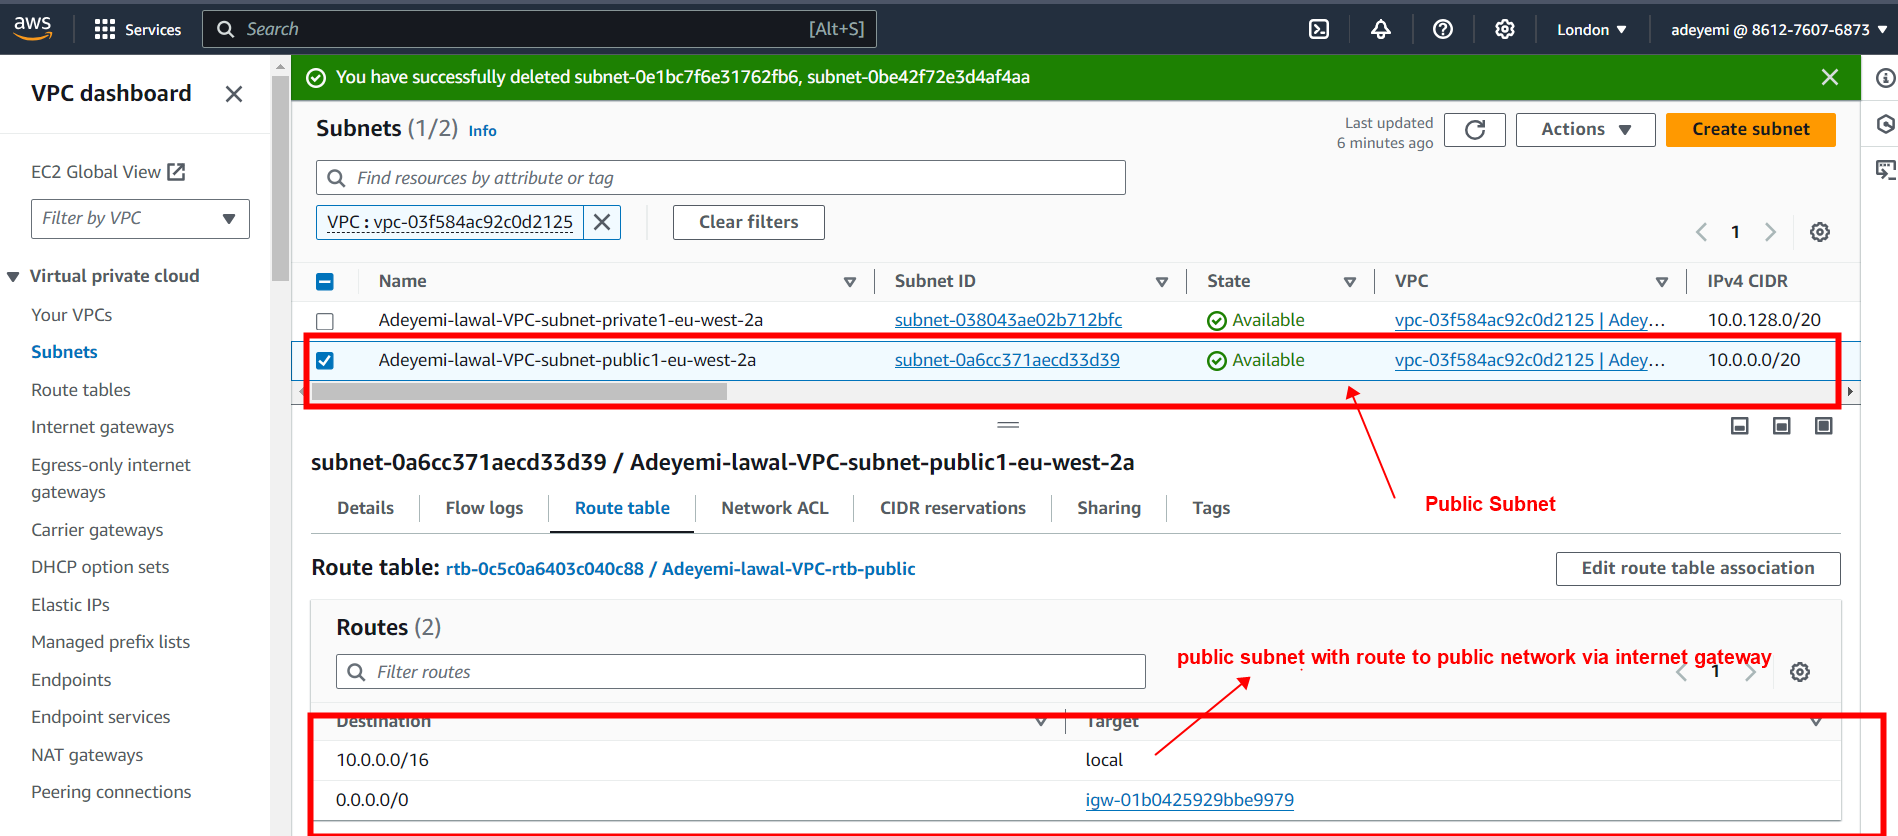 aws
Services
Search
[Alt+S]
London
adeyemi @ 8612-7607-6873
VPC dashboard
EC2 Global View
Filter by VPC
Virtual private cloud
Your VPCs
Subnets
Route tables
Internet gateways
Egress-only internet
gateways
Carrier gateways
DHCP option sets
Elastic IPs
Managed prefix lists
Endpoints
Endpoint services
NAT gateways
Peering connections
You have successfully deleted subnet-0e1bc7f6e31762fb6, subnet-0be42f72e3d4af4aa
Subnets (1/2) Info
Last updated
6 minutes ago
Actions
Create subnet
Find resources by attribute or tag
VPC : vpc-03f584ac92c0d2125
Clear filters
1
Name Subnet ID State VPC IPv4 CIDR
Adeyemi-lawal-VPC-subnet-private1-eu-west-2a subnet-038043ae02b712bfc Available vpc-03f584ac92c0d2125 | Adey... 10.0.128.0/20
Adeyemi-lawal-VPC-subnet-public1-eu-west-2a subnet-0a6cc371aecd33d39 Available vpc-03f584ac92c0d2125 | Adey... 10.0.0.0/20
subnet-0a6cc371aecd33d39 / Adeyemi-lawal-VPC-subnet-public1-eu-west-2a
Public Subnet
Details Flow logs Route table Network ACL CIDR reservations Sharing Tags
Route table: rtb-0c5c0a6403c040c88 / Adeyemi-lawal-VPC-rtb-public
Edit route table association
Routes (2)
Filter routes
public subnet with route to public network via internet gateway
1
Destination Target
10.0.0.0/16 local
0.0.0.0/0 igw-01b0425929bbe9979